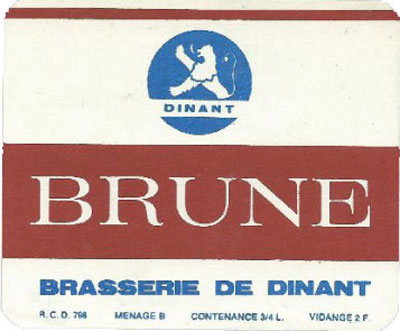 DINANT
BRUNE
BRASSERIE DE DINANT
R.C.D. 798 MENAGE B CONTENANCE 3/4 L. VIDANGE 2 F.